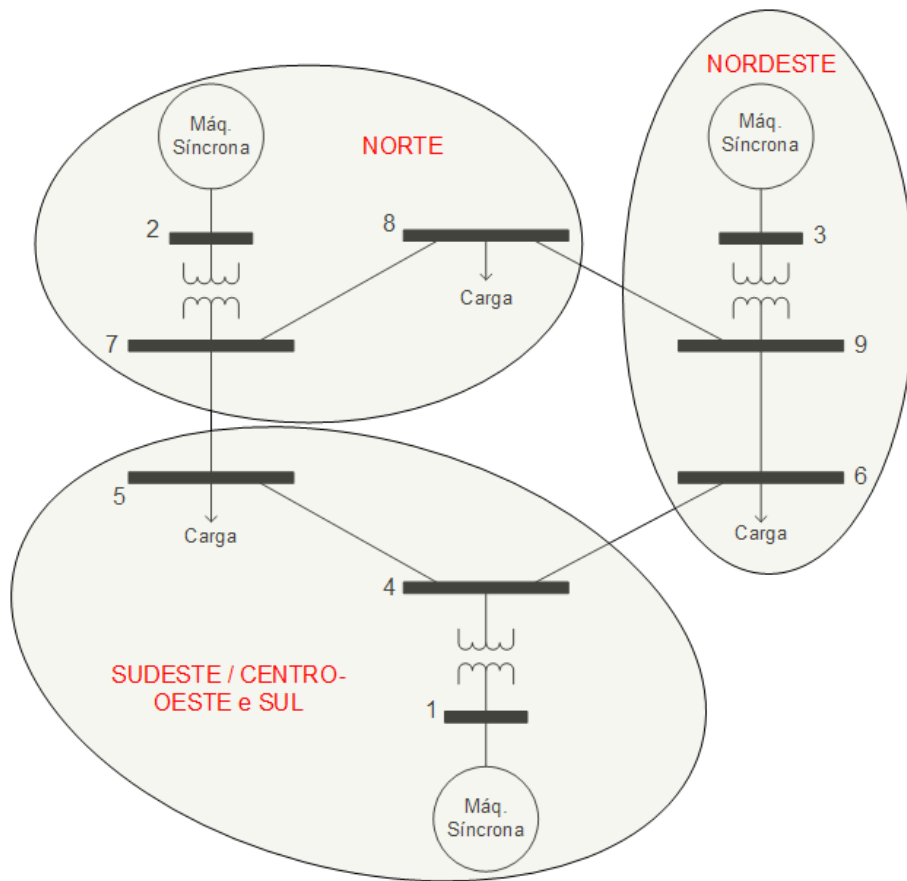 NORDESTE
Máq.
Síncrona
NORTE
Máq.
Síncrona
2
8
3
Carga
7
9
5
6
Carga
Carga
4
SUDESTE / CENTRO-
OESTE e SUL
1
Máq.
Síncrona